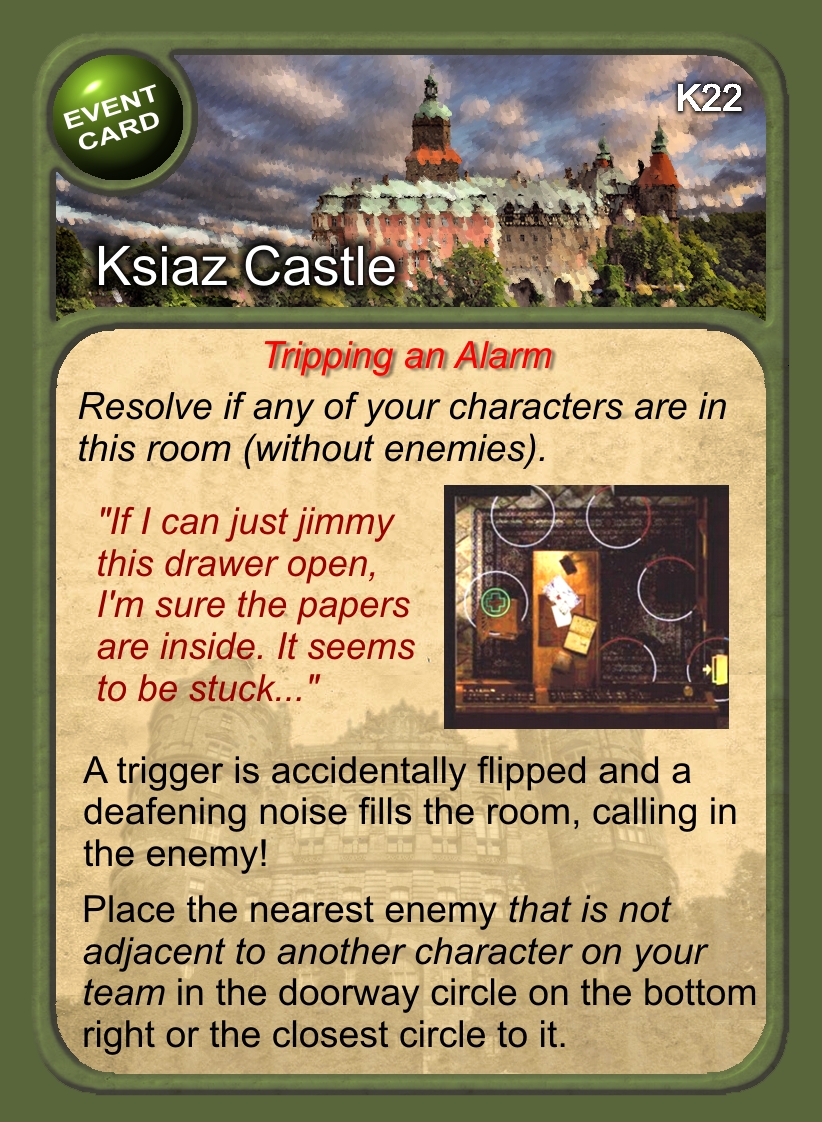 EVENT
CARD
K22
Ksiaz Castle
Tripping an Alarm
Resolve if any of your characters are in
this room (without enemies).
"If I can just jimmy
this drawer open,
I'm sure the papers
are inside. It seems
to be stuck..."
A trigger is accidentally flipped and a
deafening noise fills the room, calling in
the enemy!
Place the nearest enemy that is not
adjacent to another character on your
team in the doorway circle on the bottom
right or the closest circle to it.